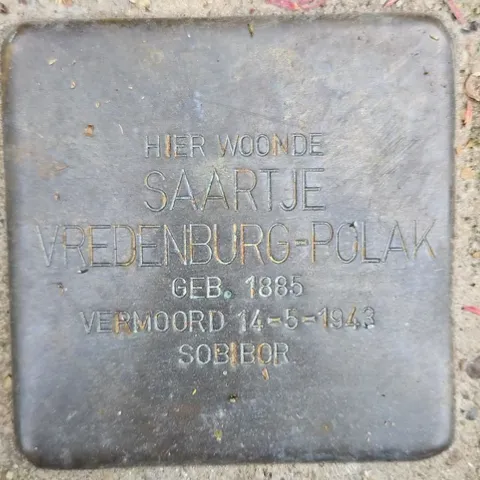 HIER WOONDE
SAARTJE
VREDENBURG-POLAK
GEB. 1885
VERMOORD 14-5-1943
SOBIBOR